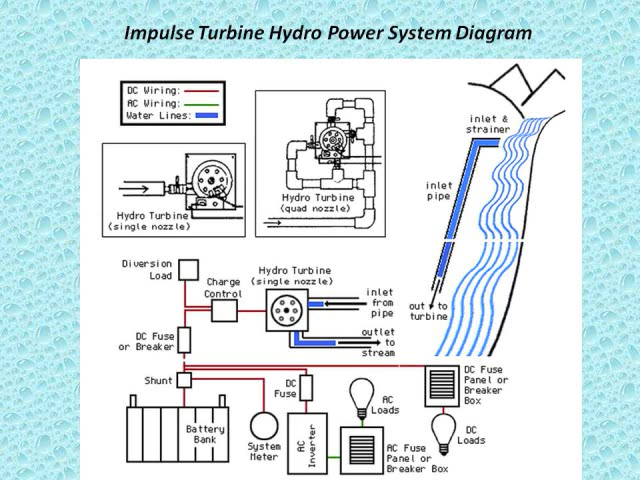 Impulse Turbine Hydro Power System Diagram
DC Wiring:
AC Wiring:
Water Lines:
Hydro Turbine
(single nozzle)
Hydro Turbine
(quad nozzle)
inlet &
strainer
inlet
pipe
out to
turbine
Diversion
Load
Charge
Control
Hydro Turbine
(single nozzle)
inlet
from
pipe
outlet
to
stream
DC Fuse
or Breaker
Shunt
Battery
Bank
System
Meter
DC
Fuse
AC
Inverter
AC
Loads
AC Fuse
Panel or
Breaker Box
DC Fuse
Panel or
Breaker
Box
DC
Loads